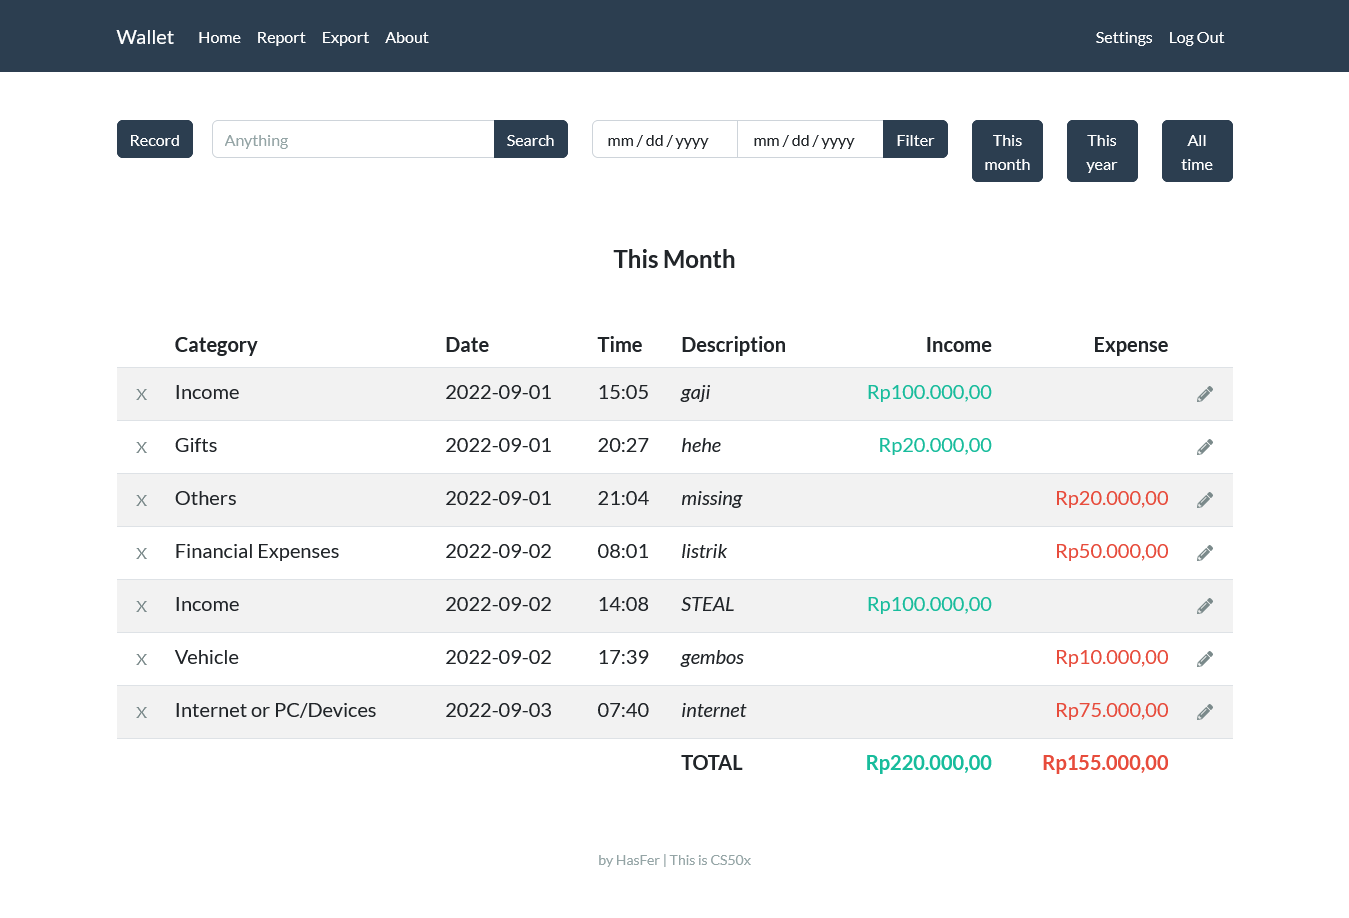 Wallet Home Report Export About Settings Log Out
Record Anything Search mm / dd / yyyy mm / dd / yyyy Filter This month This year All time
This Month
Category Date Time Description Income Expense
x Income 2022-09-01 15:05 gaji Rp100.000,00
x Gifts 2022-09-01 20:27 hehe Rp20.000,00
x Others 2022-09-01 21:04 missing Rp20.000,00
x Financial Expenses 2022-09-02 08:01 listrik Rp50.000,00
x Income 2022-09-02 14:08 STEAL Rp100.000,00
x Vehicle 2022-09-02 17:39 gembos Rp10.000,00
x Internet or PC/Devices 2022-09-03 07:40 internet Rp75.000,00
TOTAL Rp220.000,00 Rp155.000,00
by HasFer | This is CS50x